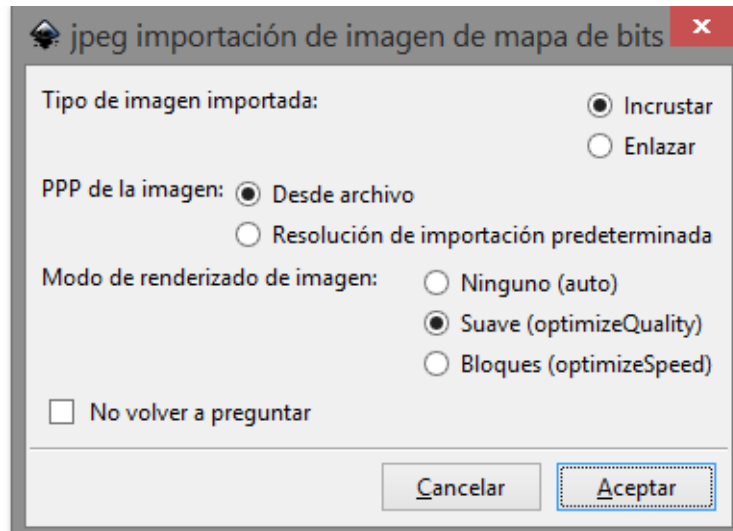 jpeg importación de imagen de mapa de bits x
Tipo de imagen importada: Incrustar
Enlazar
PPP de la imagen: Desde archivo
Resolución de importación predeterminada
Modo de renderizado de imagen: Ninguno (auto)
Suave (optimizeQuality)
Bloques (optimizeSpeed)
No volver a preguntar
Cancelar Aceptar